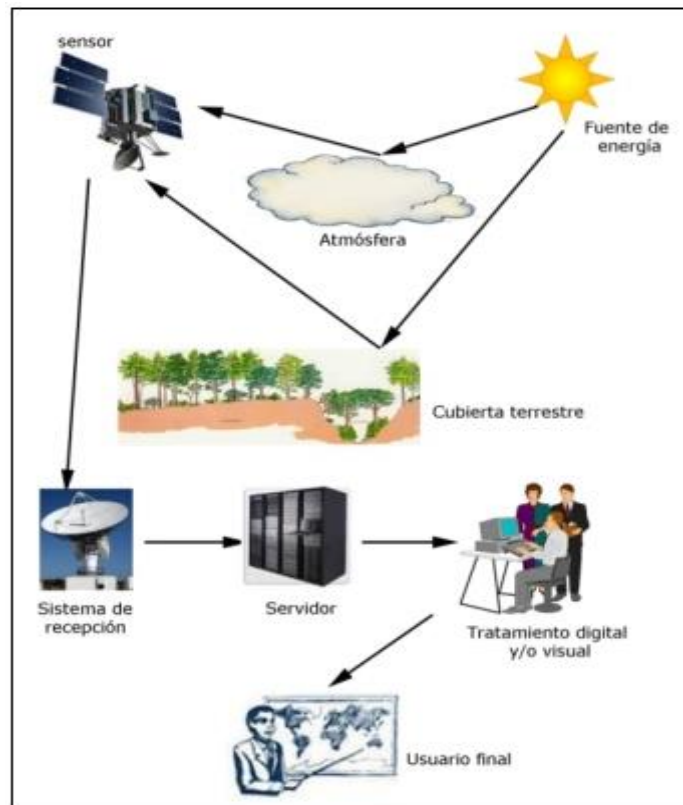 sensor
Fuente de
energía
Atmósfera
Cubierta terrestre
Sistema de
recepción
Servidor
Tratamiento digital
y/o visual
Usuario final